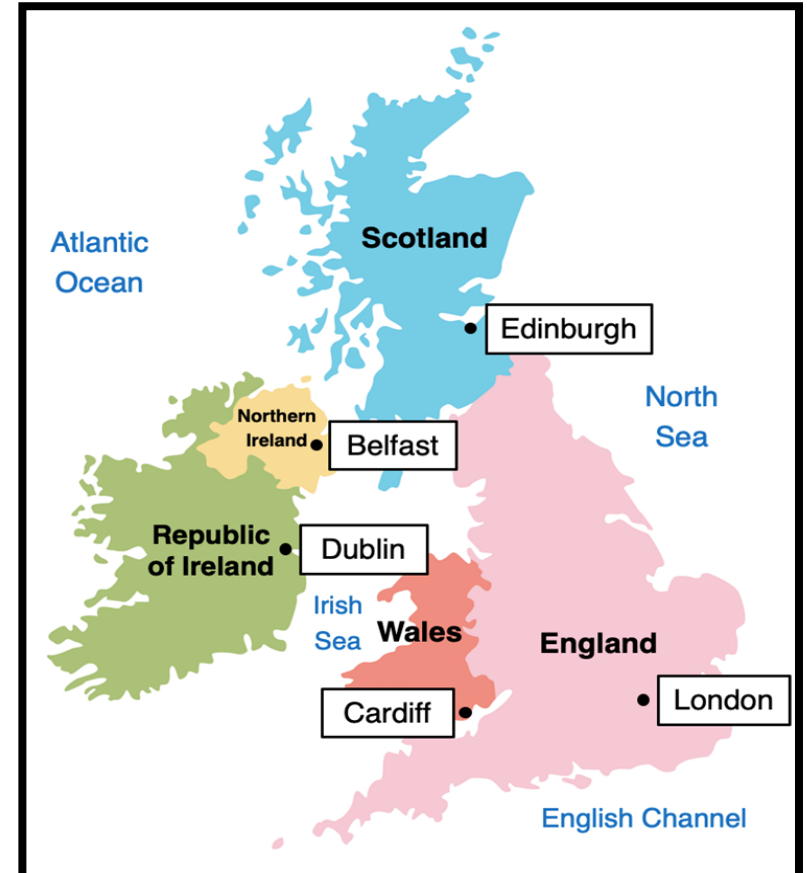 Atlantic
Ocean
Scotland
Edinburgh
North
Sea
Northern
Ireland
Belfast
Republic
of Ireland
Dublin
Irish
Sea
Wales
England
Cardiff
London
English Channel